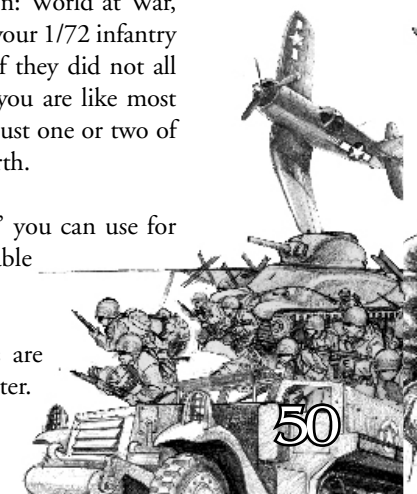 World at War,
your 1/72 infantry
they did not all
you are like most
ust one or two of
rth.
” you can use for
ble
are
ter.
50